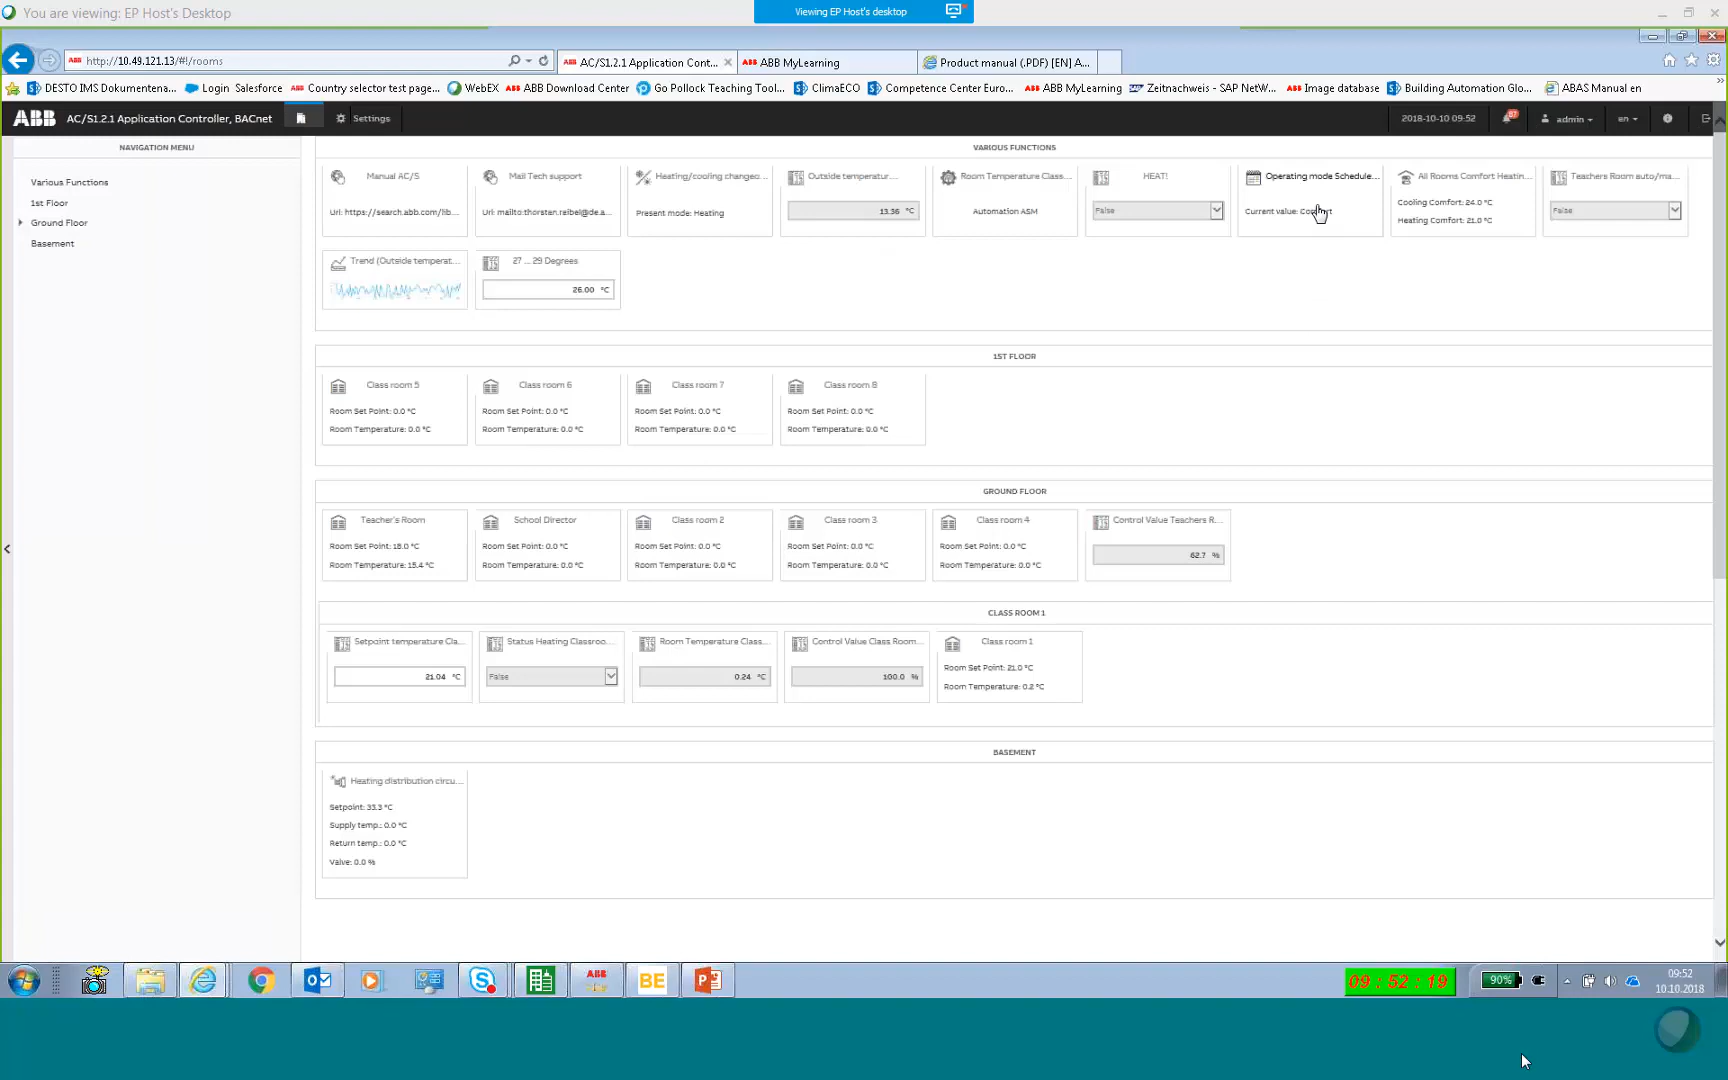 You are viewing: EP Host's Desktop
Viewing EP Host's desktop
http://10.49.121.13/#!/rooms
AC/S1.2.1 Application Cont...
ABB MyLearning
Product manual (.PDF) [EN] A...
DESTO IMS Dokumentena...
Login Salesforce
Country selector test page...
WebEX
ABB Download Center
Go Pollock Teaching Tool...
ClimaECO
Competence Center Euro...
ABB MyLearning
Zeitnachweis - SAP NetW...
Image database
Building Automation Glo...
ABAS Manual en
ABB
AC/S1.2.1 Application Controller, BACnet
Settings
2018-10-10 09:52
admin
en
NAVIGATION MENU
Various Functions
1st Floor
Ground Floor
Basement
VARIOUS FUNCTIONS
Manual AC/S
Url: https://search.abb.com/lib...
Mail Tech support
Url: mailto:thorsten.reibel@de.a...
Heating/cooling changeo...
Present mode: Heating
Outside temperatur...
13.36 °C
Room Temperature Class...
Automation ASM
HEAT!
False
Operating mode Schedule...
Current value: Comfort
All Rooms Comfort Heatin...
Cooling Comfort: 24.0 °C
Heating Comfort: 21.0 °C
Teachers Room auto/ma...
False
Trend (Outside temperat...
27 ... 29 Degrees
26.00 °C
1ST FLOOR
Class room 5
Room Set Point: 0.0 °C
Room Temperature: 0.0 °C
Class room 6
Room Set Point: 0.0 °C
Room Temperature: 0.0 °C
Class room 7
Room Set Point: 0.0 °C
Room Temperature: 0.0 °C
Class room 8
Room Set Point: 0.0 °C
Room Temperature: 0.0 °C
GROUND FLOOR
Teacher's Room
Room Set Point: 18.0 °C
Room Temperature: 15.4 °C
School Director
Room Set Point: 0.0 °C
Room Temperature: 0.0 °C
Class room 2
Room Set Point: 0.0 °C
Room Temperature: 0.0 °C
Class room 3
Room Set Point: 0.0 °C
Room Temperature: 0.0 °C
Class room 4
Room Set Point: 0.0 °C
Room Temperature: 0.0 °C
Control Value Teachers R...
62.7 %
CLASS ROOM 1
Setpoint temperature Cla...
21.04 °C
Status Heating Classroo...
False
Room Temperature Class...
0.24 °C
Control Value Class Room...
100.0 %
Class room 1
Room Set Point: 21.0 °C
Room Temperature: 0.2 °C
BASEMENT
Heating distribution circu...
Setpoint: 33.3 °C
Supply temp.: 0.0 °C
Return temp.: 0.0 °C
Valve: 0.0 %
ABB
BE
09:52:19
90%
09:52
10.10.2018